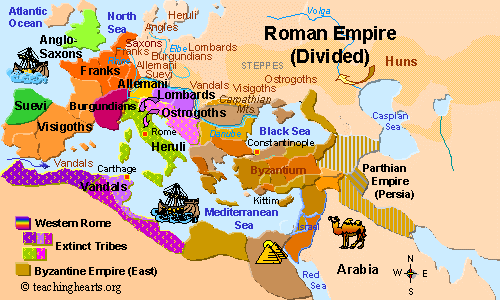 Atlantic
Ocean
North
Sea
Heruli
Angles
Saxons
Franks
Elbe
Lombards
Burgundians
Allemani
Suevi
Vandals
Visigoths
Ostrogoths
STEPPES
Volga
Roman Empire
(Divided)
Huns
Anglo-
Saxons
Franks
Allemani
Lombards
Ostrogoths
Burgundians
Suevi
Visigoths
Heruli
Rome
Carpathian
Mts.
Danube
Black Sea
Constantinople
Caspian
Sea
Byzantium
Parthian
Empire
(Persia)
Vandals
Carthage
Vandals
Kittim
Mediterranean
Sea
Israel
Red
Sea
Arabia
N
W
E
S
Western Rome
Extinct Tribes
Byzantine Empire (East)
© teachinghearts.org